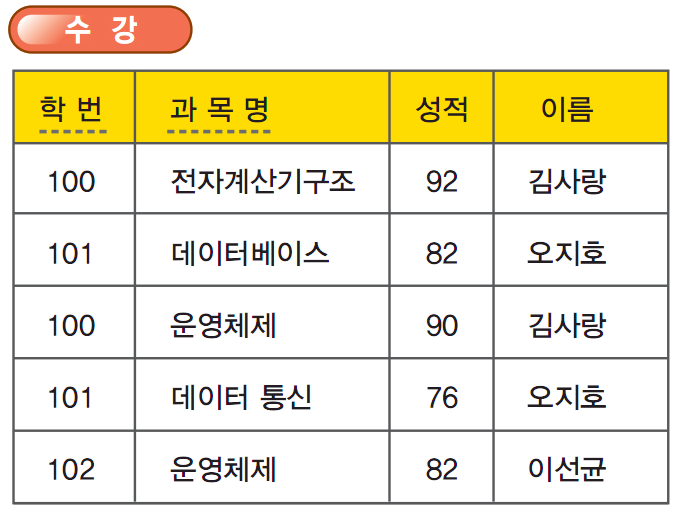 수 강
학 번 과 목 명 성적 이름
100 전자계산기구조 92 김사랑
101 데이터베이스 82 오지호
100 운영체제 90 김사랑
101 데이터 통신 76 오지호
102 운영체제 82 이선균